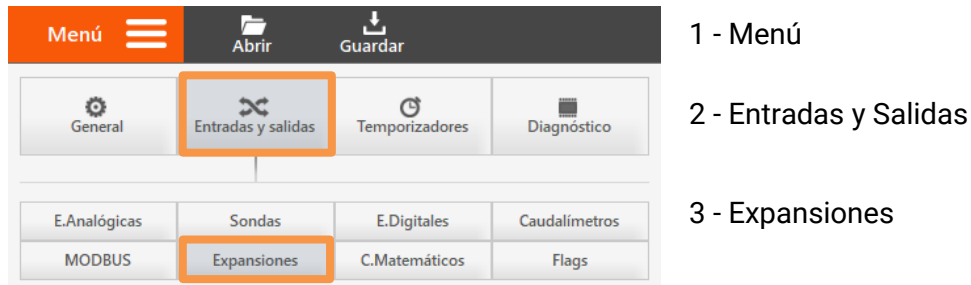 Menú
Abrir
Guardar
1 - Menú
General
Entradas y salidas
Temporizadores
Diagnóstico
2 - Entradas y Salidas
E.Analógicas
Sondas
E.Digitales
Caudalímetros
3 - Expansiones
MODBUS
Expansiones
C.Matemáticos
Flags